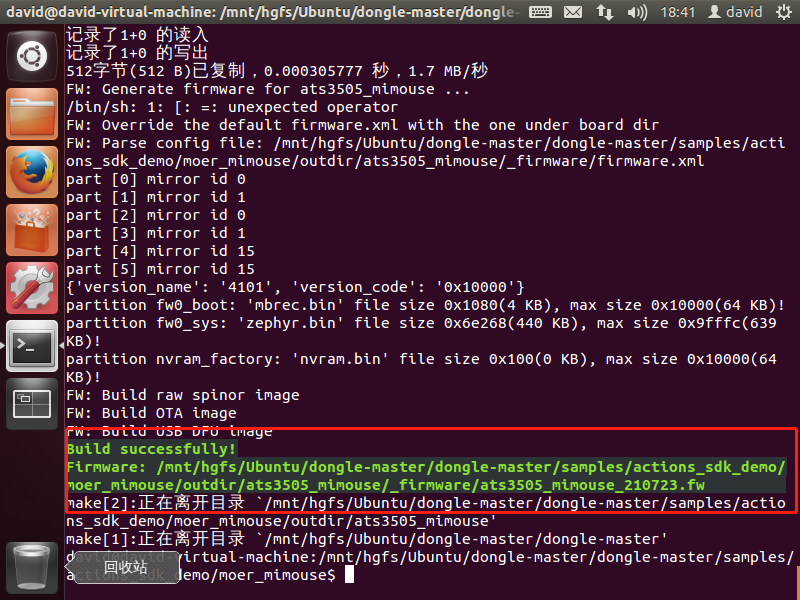 david@david-virtual-machine: /mnt/hgfs/Ubuntu/dongle-master/dongle- 18:41 david
记录了1+0 的读入
记录了1+0 的写出
512字节(512 B)已复制，0.000305777 秒，1.7 MB/秒
FW: Generate firmware for ats3505_mimouse ...
/bin/sh: 1: [: =: unexpected operator
FW: Override the default firmware.xml with the one under board dir
FW: Parse config file: /mnt/hgfs/Ubuntu/dongle-master/dongle-master/samples/acti
ons_sdk_demo/moer_mimouse/outdir/ats3505_mimouse/_firmware/firmware.xml
part [0] mirror id 0
part [1] mirror id 1
part [2] mirror id 0
part [3] mirror id 1
part [4] mirror id 15
part [5] mirror id 15
{'version_name': '4101', 'version_code': '0x10000'}
partition fw0_boot: 'mbrec.bin' file size 0x1080(4 KB), max size 0x10000(64 KB)!
partition fw0_sys: 'zephyr.bin' file size 0x6e268(440 KB), max size 0x9fffc(639
KB)!
partition nvram_factory: 'nvram.bin' file size 0x100(0 KB), max size 0x10000(64
KB)!
FW: Build raw spinor image
FW: Build OTA image
FW: Build USB DFU image
Build successfully!
Firmware: /mnt/hgfs/Ubuntu/dongle-master/dongle-master/samples/actions_sdk_demo/
moer_mimouse/outdir/ats3505_mimouse/_firmware/ats3505_mimouse_210723.fw
make[2]:正在离开目录 `/mnt/hgfs/Ubuntu/dongle-master/dongle-master/samples/actio
ns_sdk_demo/moer_mimouse/outdir/ats3505_mimouse'
make[1]:正在离开目录 `/mnt/hgfs/Ubuntu/dongle-master/dongle-master'
david@david-virtual-machine:/mnt/hgfs/Ubuntu/dongle-master/dongle-master/samples/
actions_sdk_demo/moer_mimouse$
回收站